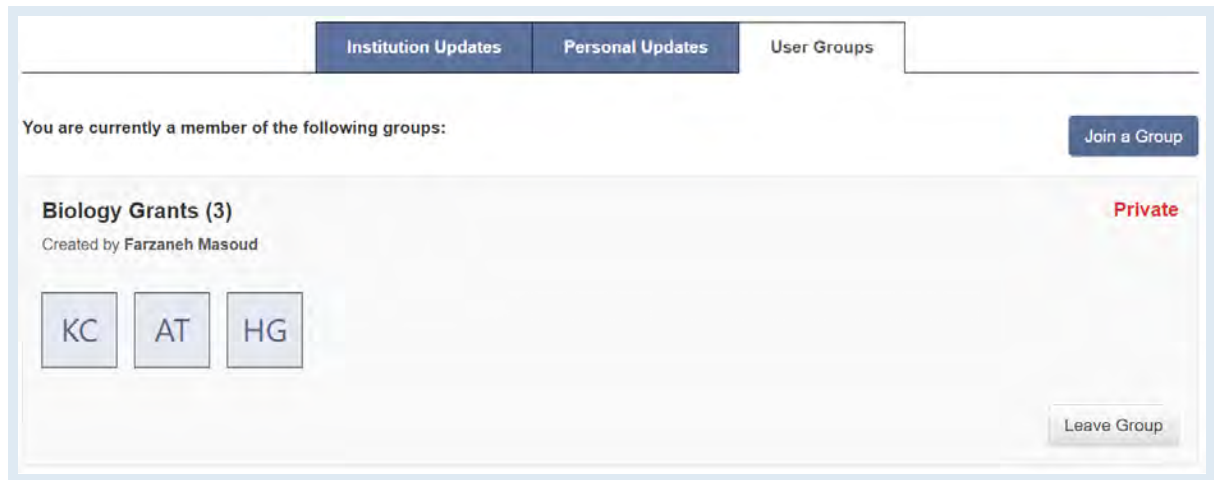 Institution Updates Personal Updates User Groups
You are currently a member of the following groups:
Join a Group
Biology Grants (3)
Private
Created by Farzaneh Masoud
KC AT HG
Leave Group